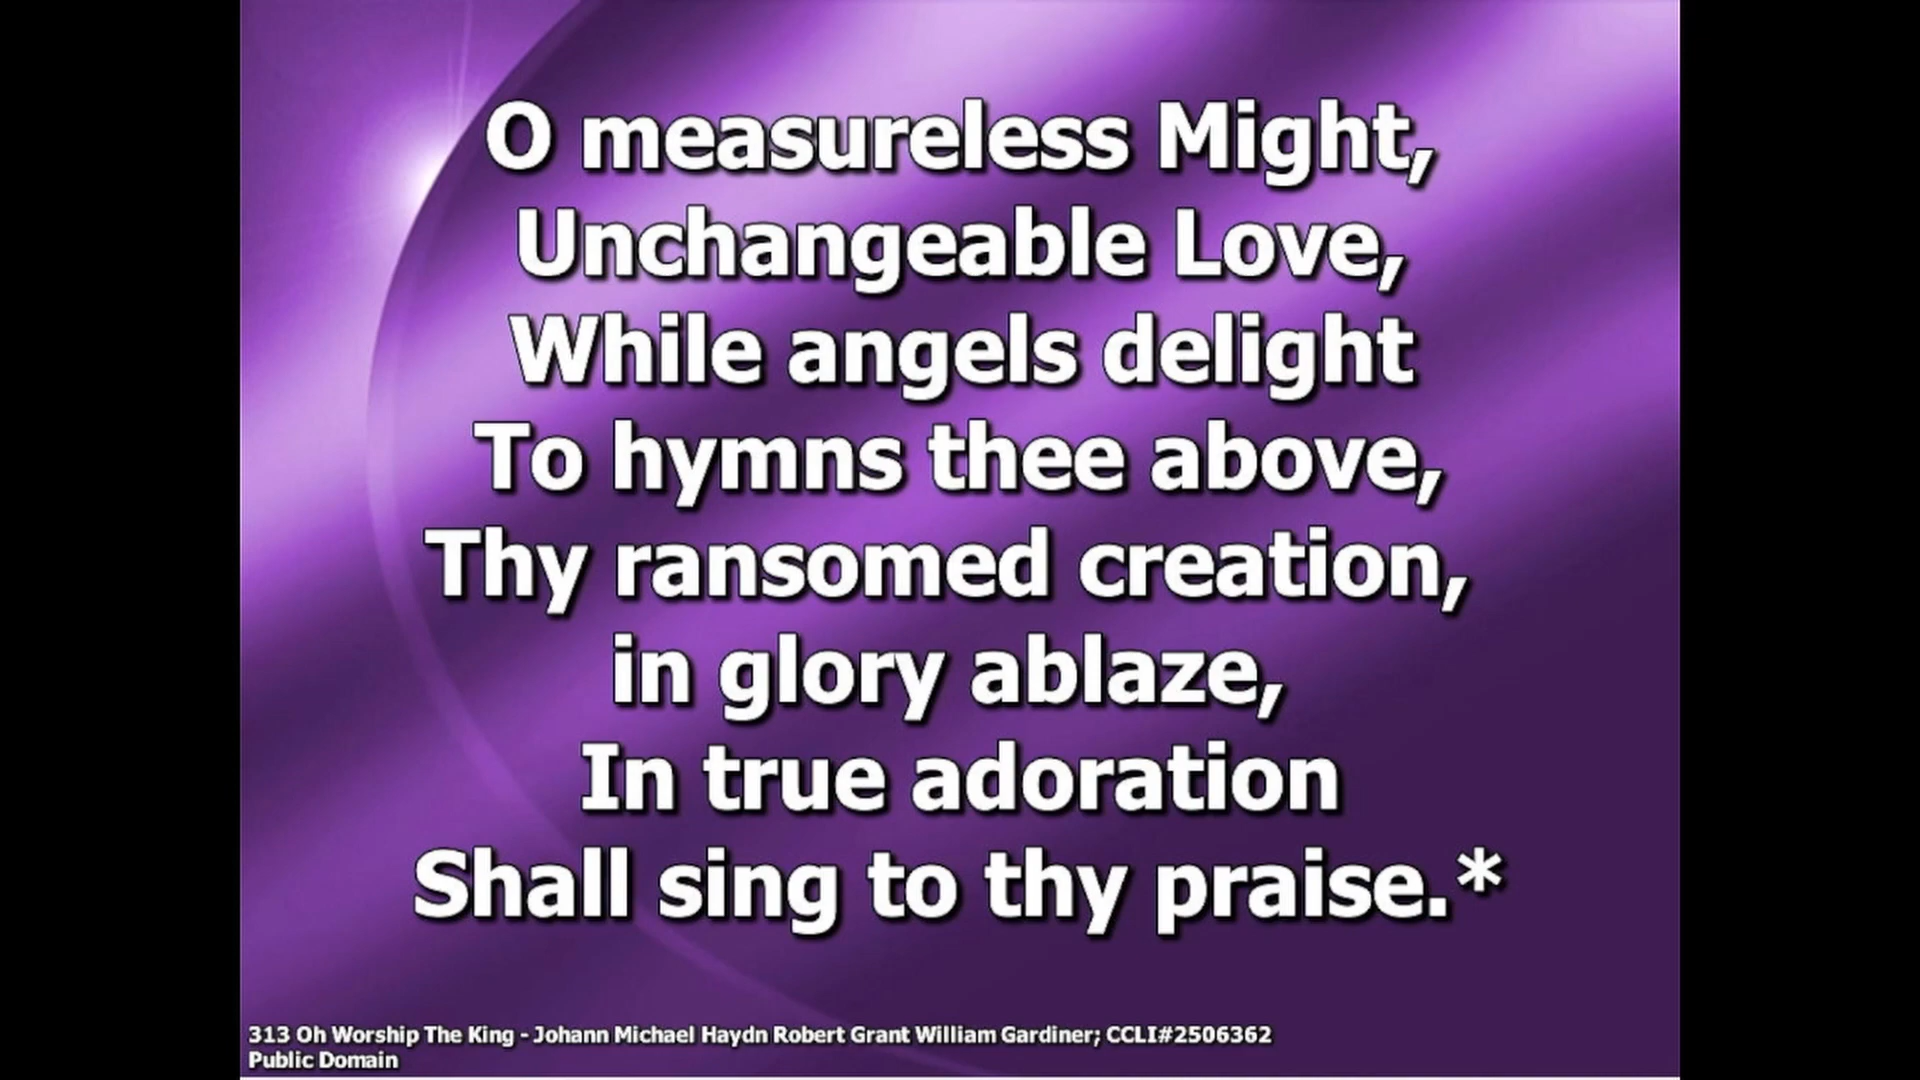 O measureless Might,
Unchangeable Love,
While angels delight
To hymns thee above,
Thy ransomed creation,
in glory ablaze,
In true adoration
Shall sing to thy praise.*
313 Oh Worship The King - Johann Michael Haydn Robert Grant William Gardiner; CCLI#2506362
Public Domain